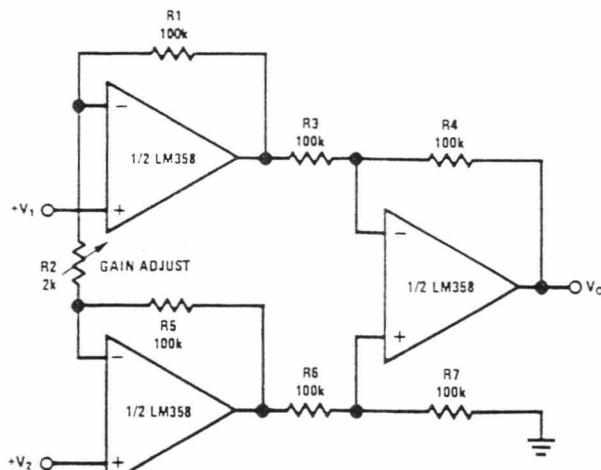 R1
100k
−
1/2 LM358
+
+V1
R3
100k
R4
100k
R2
2k
GAIN ADJUST
−
1/2 LM358
+
R5
100k
−
1/2 LM358
+
+V2
R6
100k
R7
100k